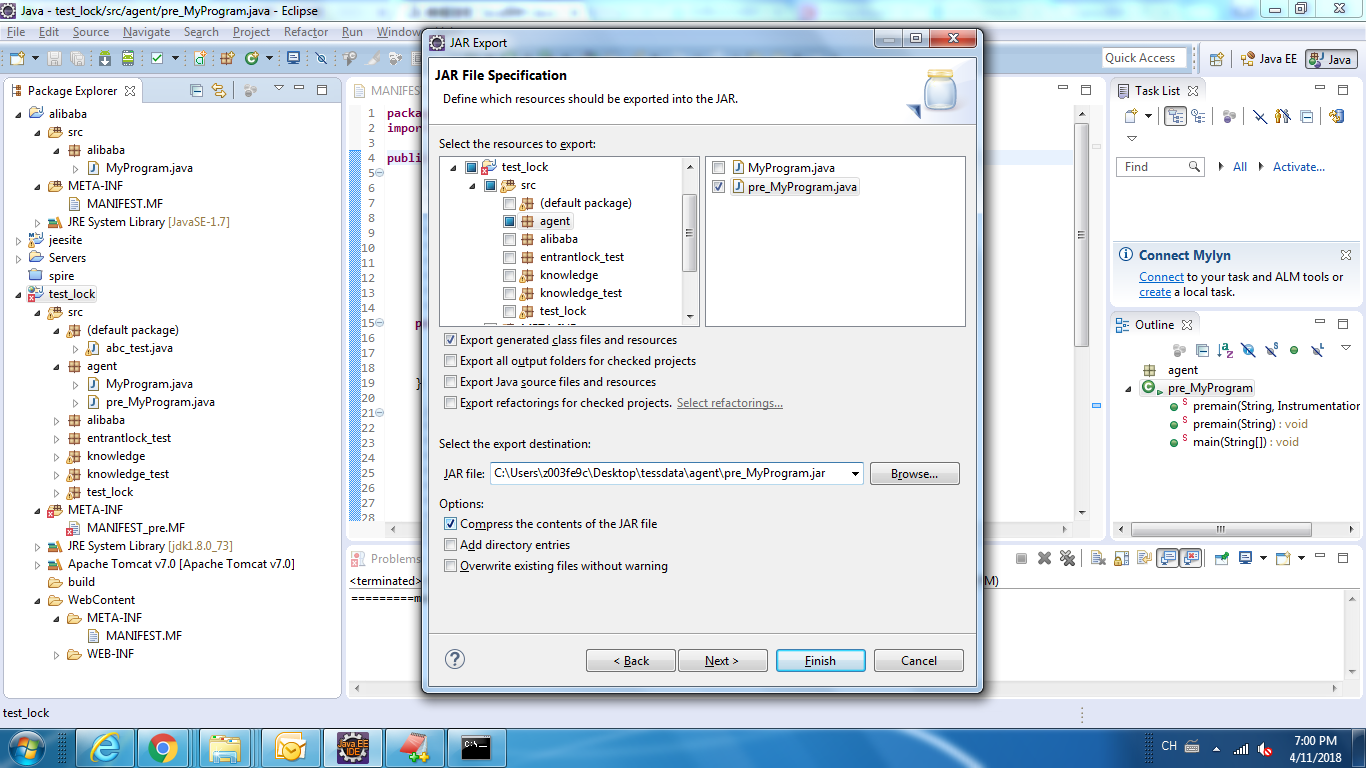 Java - test_lock/src/agent/pre_MyProgram.java - Eclipse
File Edit Source Navigate Search Project Refactor Run Window
Quick Access
Java EE
Java
Package Explorer
alibaba
src
alibaba
MyProgram.java
META-INF
MANIFEST.MF
JRE System Library [JavaSE-1.7]
jeesite
Servers
spire
test_lock
src
(default package)
abc_test.java
agent
MyProgram.java
pre_MyProgram.java
alibaba
entrantlock_test
knowledge
knowledge_test
test_lock
META-INF
MANIFEST_pre.MF
JRE System Library [jdk1.8.0_73]
Apache Tomcat v7.0 [Apache Tomcat v7.0]
build
WebContent
META-INF
MANIFEST.MF
WEB-INF
MANIFES
1 packa
2 impor
3
4 publi
5
6
7
8
9
10
11
12
13
14
15 p
16
17
18
19 }
20
21
22
23
24
25
26
27
28
Problems
<terminated>
M)
=========m
JAR Export
JAR File Specification
Define which resources should be exported into the JAR.
Select the resources to export:
test_lock
src
(default package)
agent
alibaba
entrantlock_test
knowledge
knowledge_test
test_lock
MyProgram.java
pre_MyProgram.java
Export generated class files and resources
Export all output folders for checked projects
Export Java source files and resources
Export refactorings for checked projects. Select refactorings...
Select the export destination:
JAR file: C:\Users\z003fe9c\Desktop\tessdata\agent\pre_MyProgram.jar Browse...
Options:
Compress the contents of the JAR file
Add directory entries
Overwrite existing files without warning
< Back Next > Finish Cancel
Task List
Find
All
Activate...
Connect Mylyn
Connect to your task and ALM tools or
create a local task.
Outline
agent
pre_MyProgram
premain(String, Instrumentation
premain(String) : void
main(String[]) : void
test_lock
CH
7:00 PM
4/11/2018